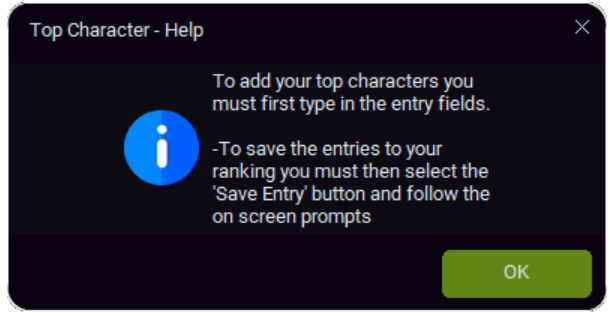 Top Character - Help
To add your top characters you
must first type in the entry fields.
-To save the entries to your
ranking you must then select the
'Save Entry' button and follow the
on screen prompts
OK